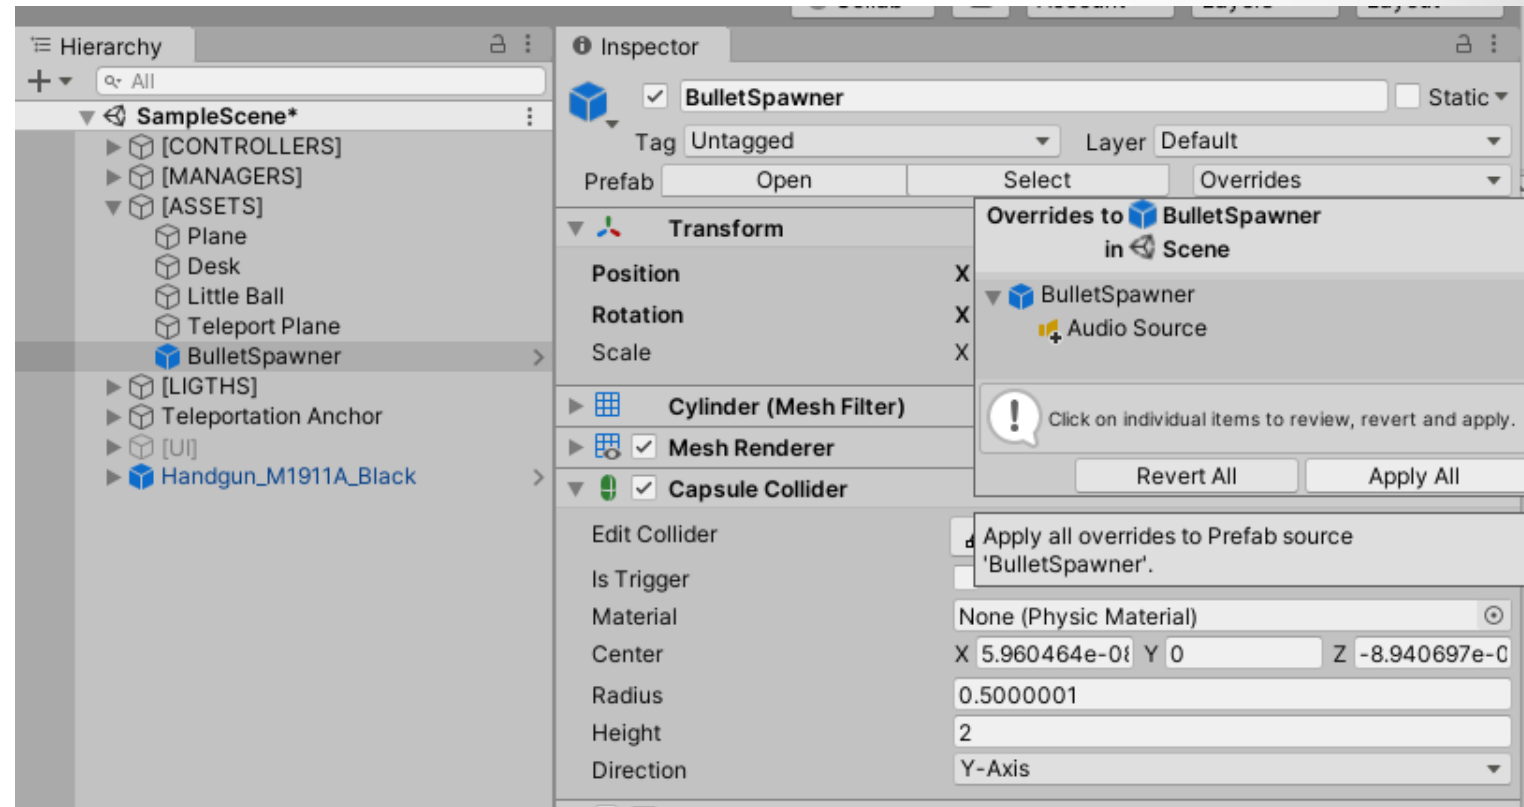 Hierarchy
All
SampleScene*
[CONTROLLERS]
[MANAGERS]
[ASSETS]
Plane
Desk
Little Ball
Teleport Plane
BulletSpawner
[LIGTHS]
Teleportation Anchor
[UI]
Handgun_M1911A_Black
Inspector
BulletSpawner
Static
Tag Untagged
Layer Default
Prefab Open Select Overrides
Transform
Position X
Rotation X
Scale X
Cylinder (Mesh Filter)
Mesh Renderer
Capsule Collider
Overrides to BulletSpawner
in Scene
BulletSpawner
Audio Source
Click on individual items to review, revert and apply.
Revert All Apply All
Apply all overrides to Prefab source
'BulletSpawner'.
Edit Collider
Is Trigger
Material None (Physic Material)
Center X 5.960464e-08 Y 0 Z -8.940697e-0
Radius 0.5000001
Height 2
Direction Y-Axis